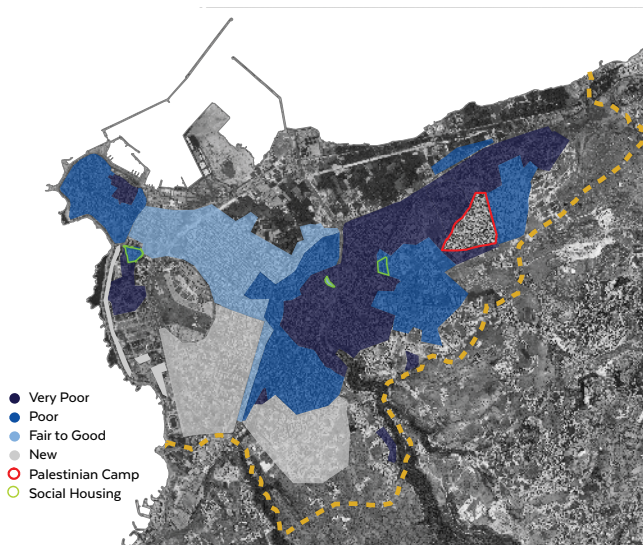 Very Poor
Poor
Fair to Good
New
Palestinian Camp
Social Housing